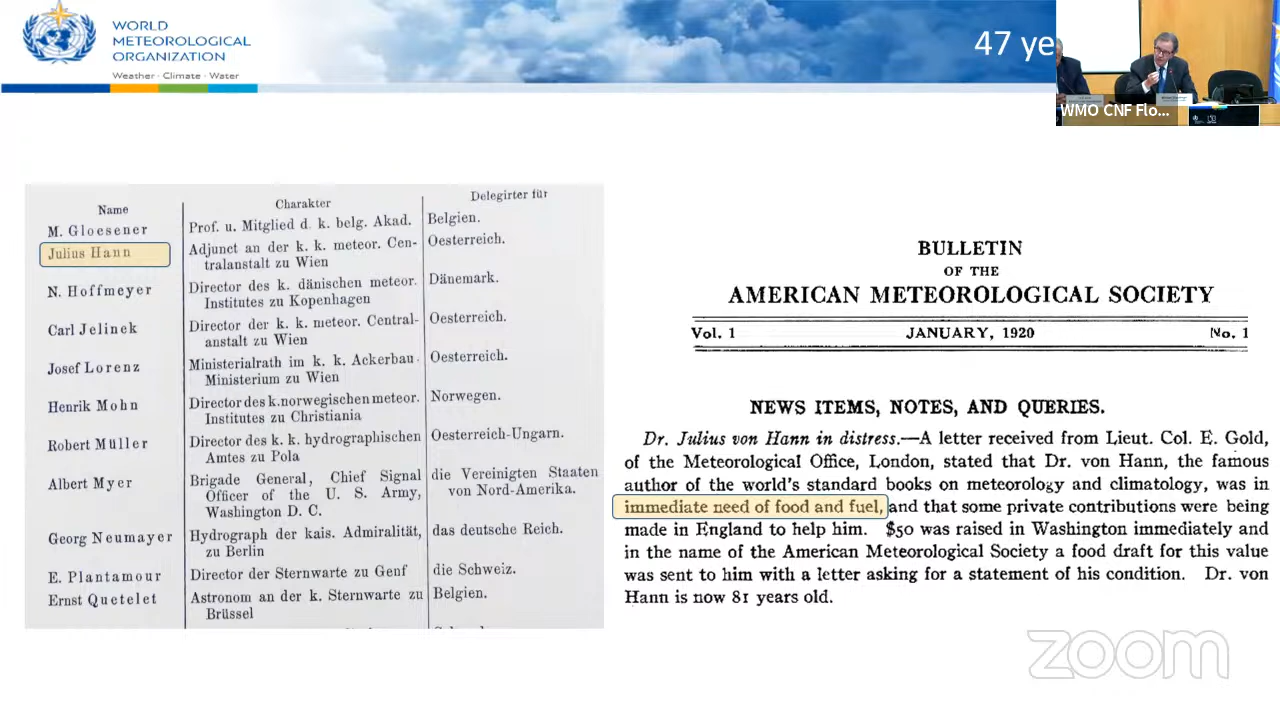 WORLD
METEOROLOGICAL
ORGANIZATION
Weather · Climate · Water
47 ye
WMO CNF Flo...
Name Charakter Delegirter für
M. Gloesener Prof. u. Mitglied d. k. belg. Akad. Belgien.
Julius Hann Adjunct an der k. k. meteor. Cen- Oesterreich.
tralanstalt zu Wien
N. Hoffmeyer Director des k. dänischen meteor. Dänemark.
Institutes zu Kopenhagen
Carl Jelinek Director der k. k. meteor. Central- Oesterreich.
anstalt zu Wien
Josef Lorenz Ministerialrath im k. k. Ackerbau- Oesterreich.
Ministerium zu Wien
Henrik Mohn Director des k. norwegischen meteor. Norwegen.
Institutes zu Christiania
Robert Müller Director des k. k. hydrographischen Oesterreich-Ungarn.
Amtes zu Pola
Albert Myer Brigade General, Chief Signal die Vereinigten Staaten
Officer of the U. S. Army, von Nord-Amerika.
Washington D. C.
Georg Neumayer Hydrograph der kais. Admiralität, das deutsche Reich.
zu Berlin
E. Plantamour Director der Sternwarte zu Genf die Schweiz.
Ernst Quetelet Astronom an der k. Sternwarte zu Belgien.
Brüssel
BULLETIN
OF THE
AMERICAN METEOROLOGICAL SOCIETY
Vol. 1 JANUARY, 1920 No. 1
NEWS ITEMS, NOTES, AND QUERIES.
Dr. Julius von Hann in distress.—A letter received from Lieut. Col. E. Gold,
of the Meteorological Office, London, stated that Dr. von Hann, the famous
author of the world's standard books on meteorology and climatology, was in
immediate need of food and fuel, and that some private contributions were being
made in England to help him. $50 was raised in Washington immediately and
in the name of the American Meteorological Society a food draft for this value
was sent to him with a letter asking for a statement of his condition. Dr. von
Hann is now 81 years old.
zoom